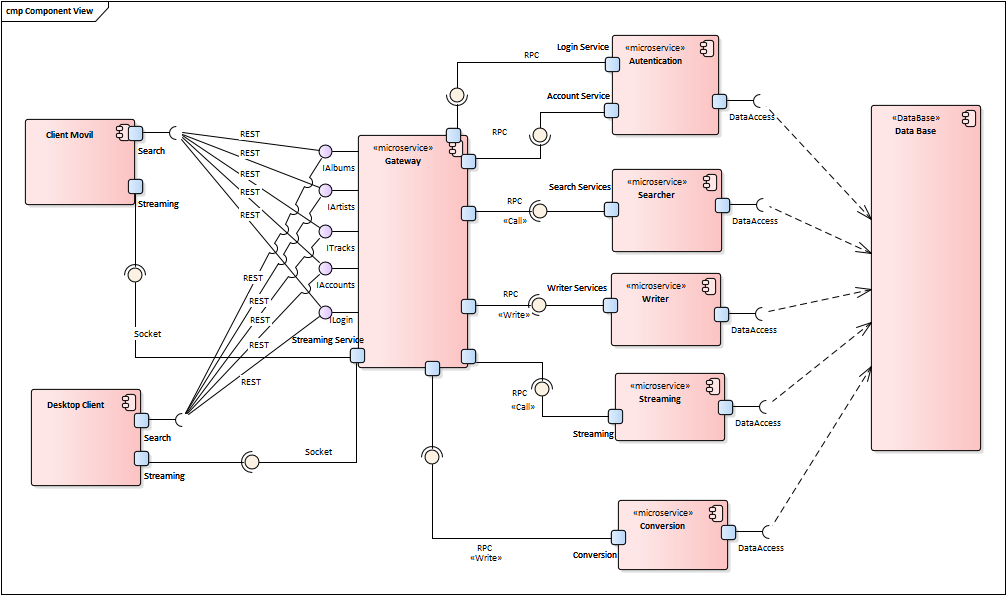 cmp Component View
Client Movil
Search
Streaming
Socket
REST
REST
REST
REST
REST
REST
REST
REST
REST
REST
Desktop Client
Search
Streaming
Socket
IAlbums
IArtists
ITracks
IAccounts
ILogin
Streaming Service
«microservice»
Gateway
RPC
Login Service
RPC
Account Service
«microservice»
Autentication
DataAccess
RPC
«Call»
Search Services
«microservice»
Searcher
DataAccess
RPC
«Write»
Writer Services
«microservice»
Writer
DataAccess
RPC
«Call»
Streaming
«microservice»
Streaming
DataAccess
RPC
«Write»
Conversion
«microservice»
Conversion
DataAccess
«DataBase»
Data Base